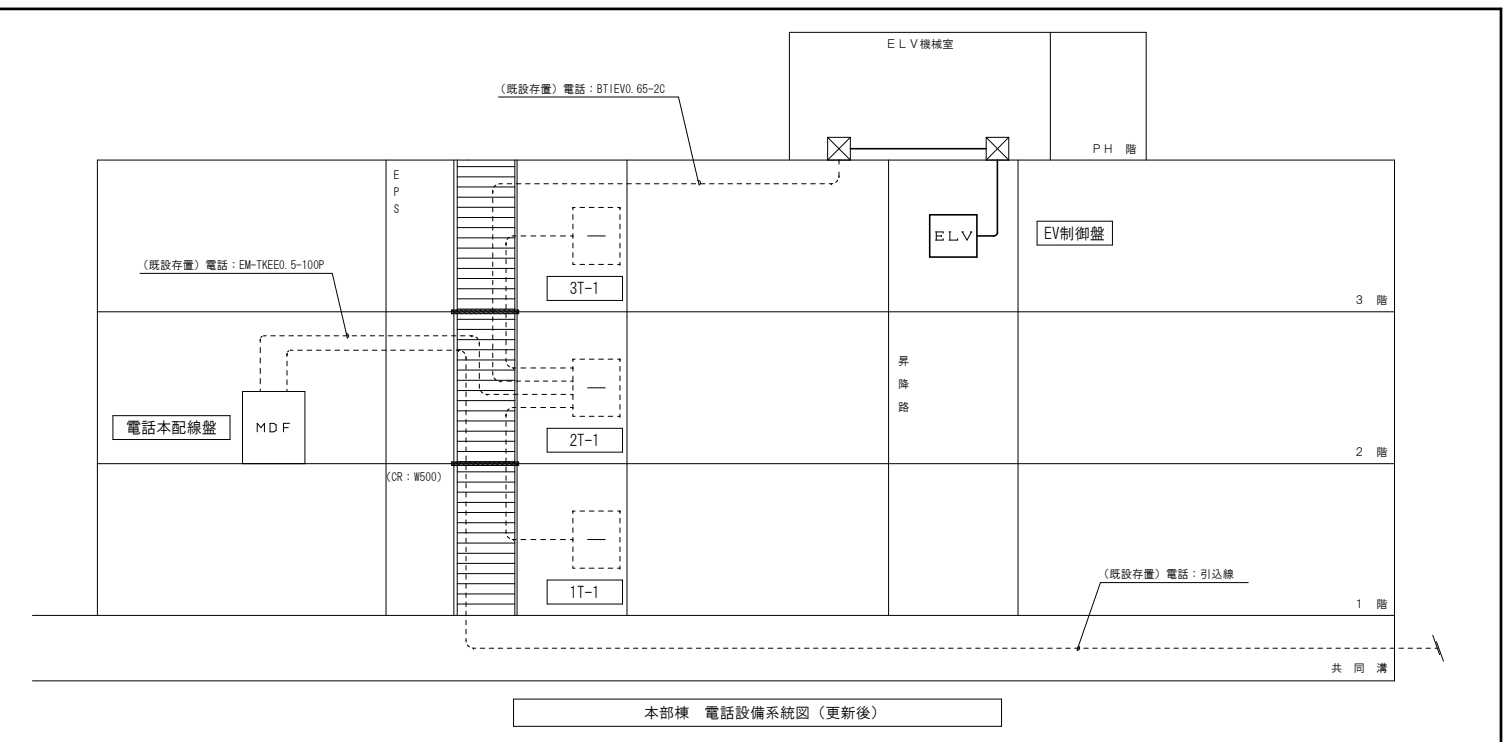 ELV機械室
(既設存置)電話:BTIEV0.65-2C
PH 階
EPS
ELV
EV制御盤
(既設存置)電話:EM-TKEE0.5-100P
3T-1
3 階
昇降路
電話本配線盤
MDF
2T-1
2 階
(CR:W500)
(既設存置)電話:引込線
1T-1
1 階
共同溝
本部棟 電話設備系統図(更新後)